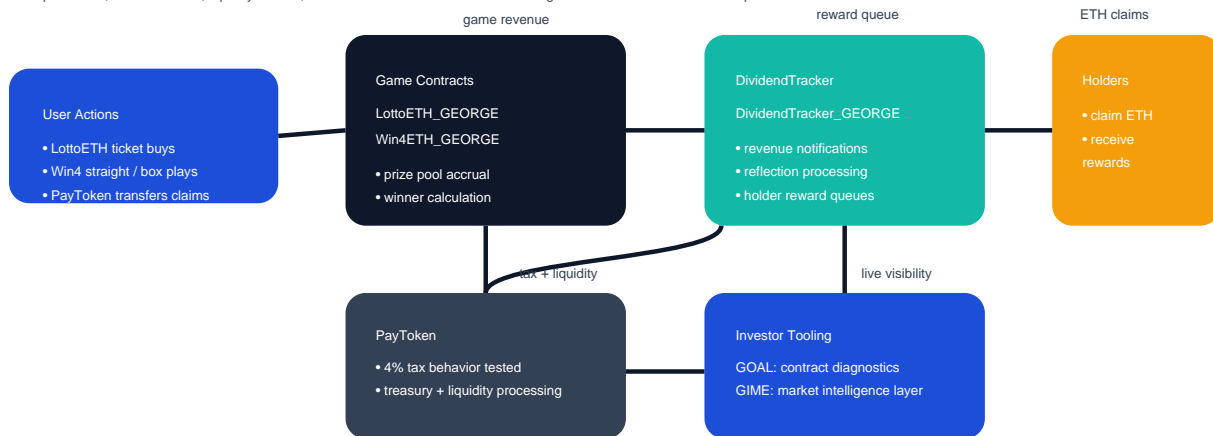 game revenue
reward queue
ETH claims
User Actions
• LottoETH ticket buys
• Win4 straight / box plays
• PayToken transfers claims
Game Contracts
LottoETH_GEORGE
Win4ETH_GEORGE
• prize pool accrual
• winner calculation
DividendTracker
DividendTracker_GEORGE
• revenue notifications
• reflection processing
• holder reward queues
Holders
• claim ETH
• receive
rewards
tax + liquidity
live visibility
PayToken
• 4% tax behavior tested
• treasury + liquidity processing
Investor Tooling
GOAL: contract diagnostics
GIME: market intelligence layer